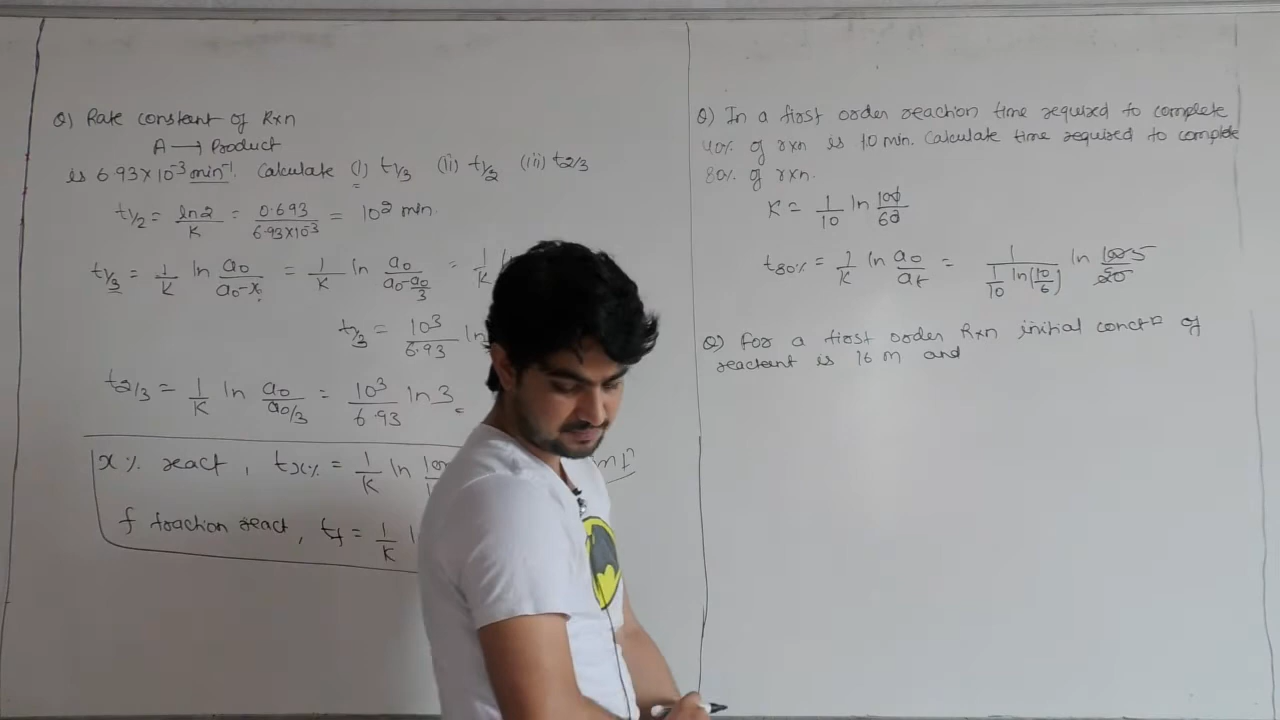 Q) Rate constant of Rxn
A → Product
is 6.93×10⁻³ min⁻¹. Calculate (i) t1/3 (ii) t1/2 (iii) t2/3
t1/2 = ln2/K = 0.693/6.93×10⁻³ = 10² min.
t1/3 = 1/K ln a₀/a₀-x = 1/K ln a₀/a₀-a₀/3 = 1/K
t1/3 = 10³/6.93 ln
t2/3 = 1/K ln a₀/a₀/3 = 10³/6.93 ln 3
x% react, tx% = 1/K ln
f fraction react, tf = 1/K
Q) In a first order reaction time required to complete
40% of rxn is 10 min. Calculate time required to complete
80% of rxn.
K = 1/10 ln 100/60
t80% = 1/K ln a₀/at = 1/(1/10 ln(10/6)) ln 100 5/20
Q) For a first order Rxn initial concⁿ of
reactant is 16 M and